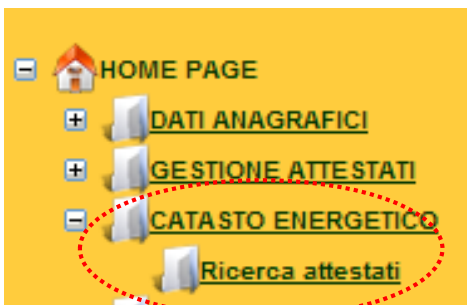 HOME PAGE
DATI ANAGRAFICI
GESTIONE ATTESTATI
CATASTO ENERGETICO
Ricerca attestati